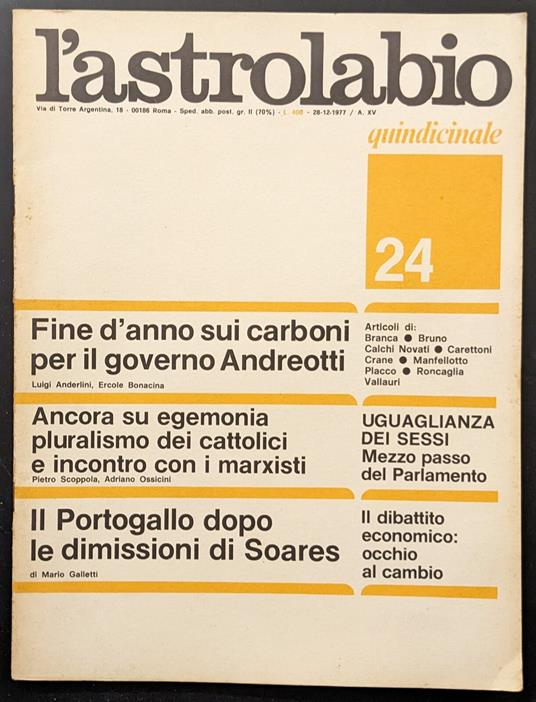 l'astrolabio
Via di Torre Argentina, 18 - 00186 Roma - Sped. abb. post. gr. II (70%) - L. 400 - 28-12-1977 / A. XV
quindicinale
24
Fine d'anno sui carboni
per il governo Andreotti
Luigi Anderlini, Ercole Bonacina
Articoli di:
Branca ● Bruno
Calchi Novati ● Carettoni
Crane ● Manfellotto
Placco ● Roncaglia
Vallauri
Ancora su egemonia
pluralismo dei cattolici
e incontro con i marxisti
Pietro Scoppola, Adriano Ossicini
UGUAGLIANZA
DEI SESSI
Mezzo passo
del Parlamento
Il Portogallo dopo
le dimissioni di Soares
di Mario Galletti
Il dibattito
economico:
occhio
al cambio